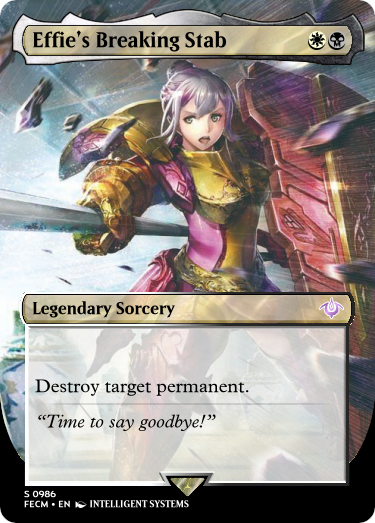 Effie's Breaking Stab
Legendary Sorcery
Destroy target permanent.
“Time to say goodbye!”
S 0986
FECM • EN INTELLIGENT SYSTEMS